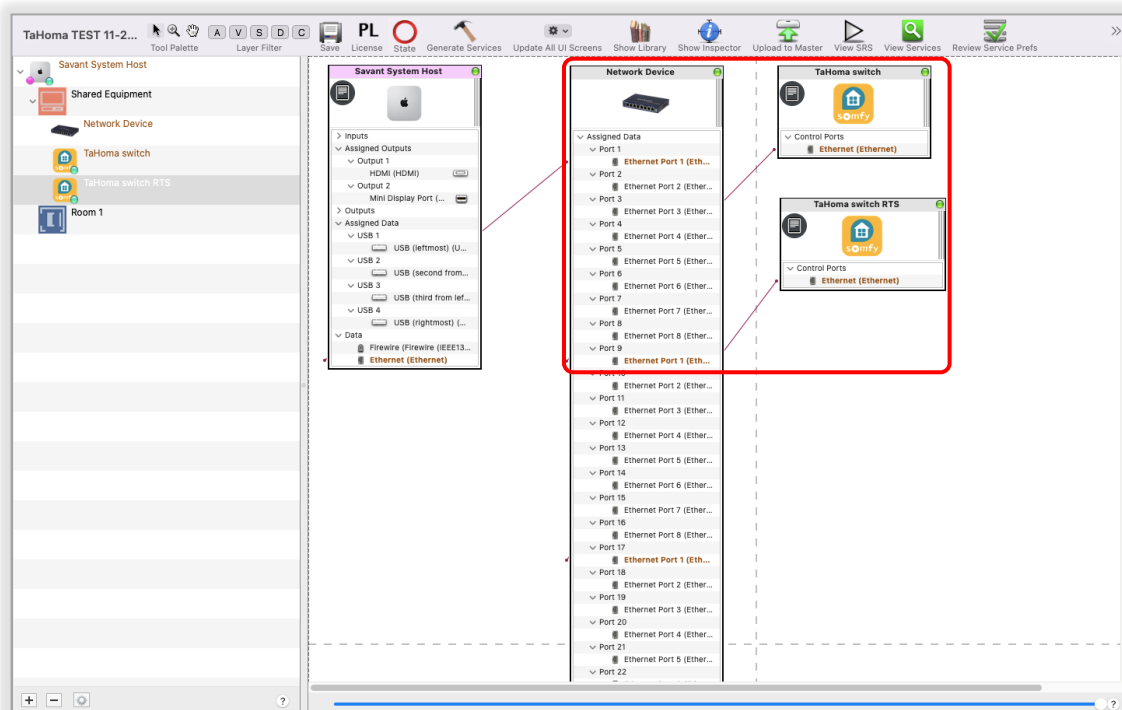 TaHoma TEST 11-2...
A V S D C
PL
»
Tool Palette
Layer Filter
Save
License
State
Generate Services
Update All UI Screens
Show Library
Show Inspector
Upload to Master
View SRS
View Services
Review Service Prefs
Savant System Host
Shared Equipment
Network Device
TaHoma switch
TaHoma switch RTS
Room 1
?
Savant System Host
Inputs
Assigned Outputs
Output 1
HDMI (HDMI)
Output 2
Mini Display Port (...
Outputs
Assigned Data
USB 1
USB (leftmost) (U...
USB 2
USB (second from...
USB 3
USB (third from lef...
USB 4
USB (rightmost) (...
Data
Firewire (Firewire (IEEE13...
Ethernet (Ethernet)
Network Device
Assigned Data
Port 1
Ethernet Port 1 (Eth...
Port 2
Ethernet Port 2 (Ether...
Port 3
Ethernet Port 3 (Ether...
Port 4
Ethernet Port 4 (Ether...
Port 5
Ethernet Port 5 (Ether...
Port 6
Ethernet Port 6 (Ether...
Port 7
Ethernet Port 7 (Ether...
Port 8
Ethernet Port 8 (Ether...
Port 9
Ethernet Port 1 (Eth...
Port 10
Ethernet Port 2 (Ether...
Port 11
Ethernet Port 3 (Ether...
Port 12
Ethernet Port 4 (Ether...
Port 13
Ethernet Port 5 (Ether...
Port 14
Ethernet Port 6 (Ether...
Port 15
Ethernet Port 7 (Ether...
Port 16
Ethernet Port 8 (Ether...
Port 17
Ethernet Port 1 (Eth...
Port 18
Ethernet Port 2 (Ether...
Port 19
Ethernet Port 3 (Ether...
Port 20
Ethernet Port 4 (Ether...
Port 21
Ethernet Port 5 (Ether...
Port 22
TaHoma switch
somfy
Control Ports
Ethernet (Ethernet)
TaHoma switch RTS
somfy
Control Ports
Ethernet (Ethernet)
?